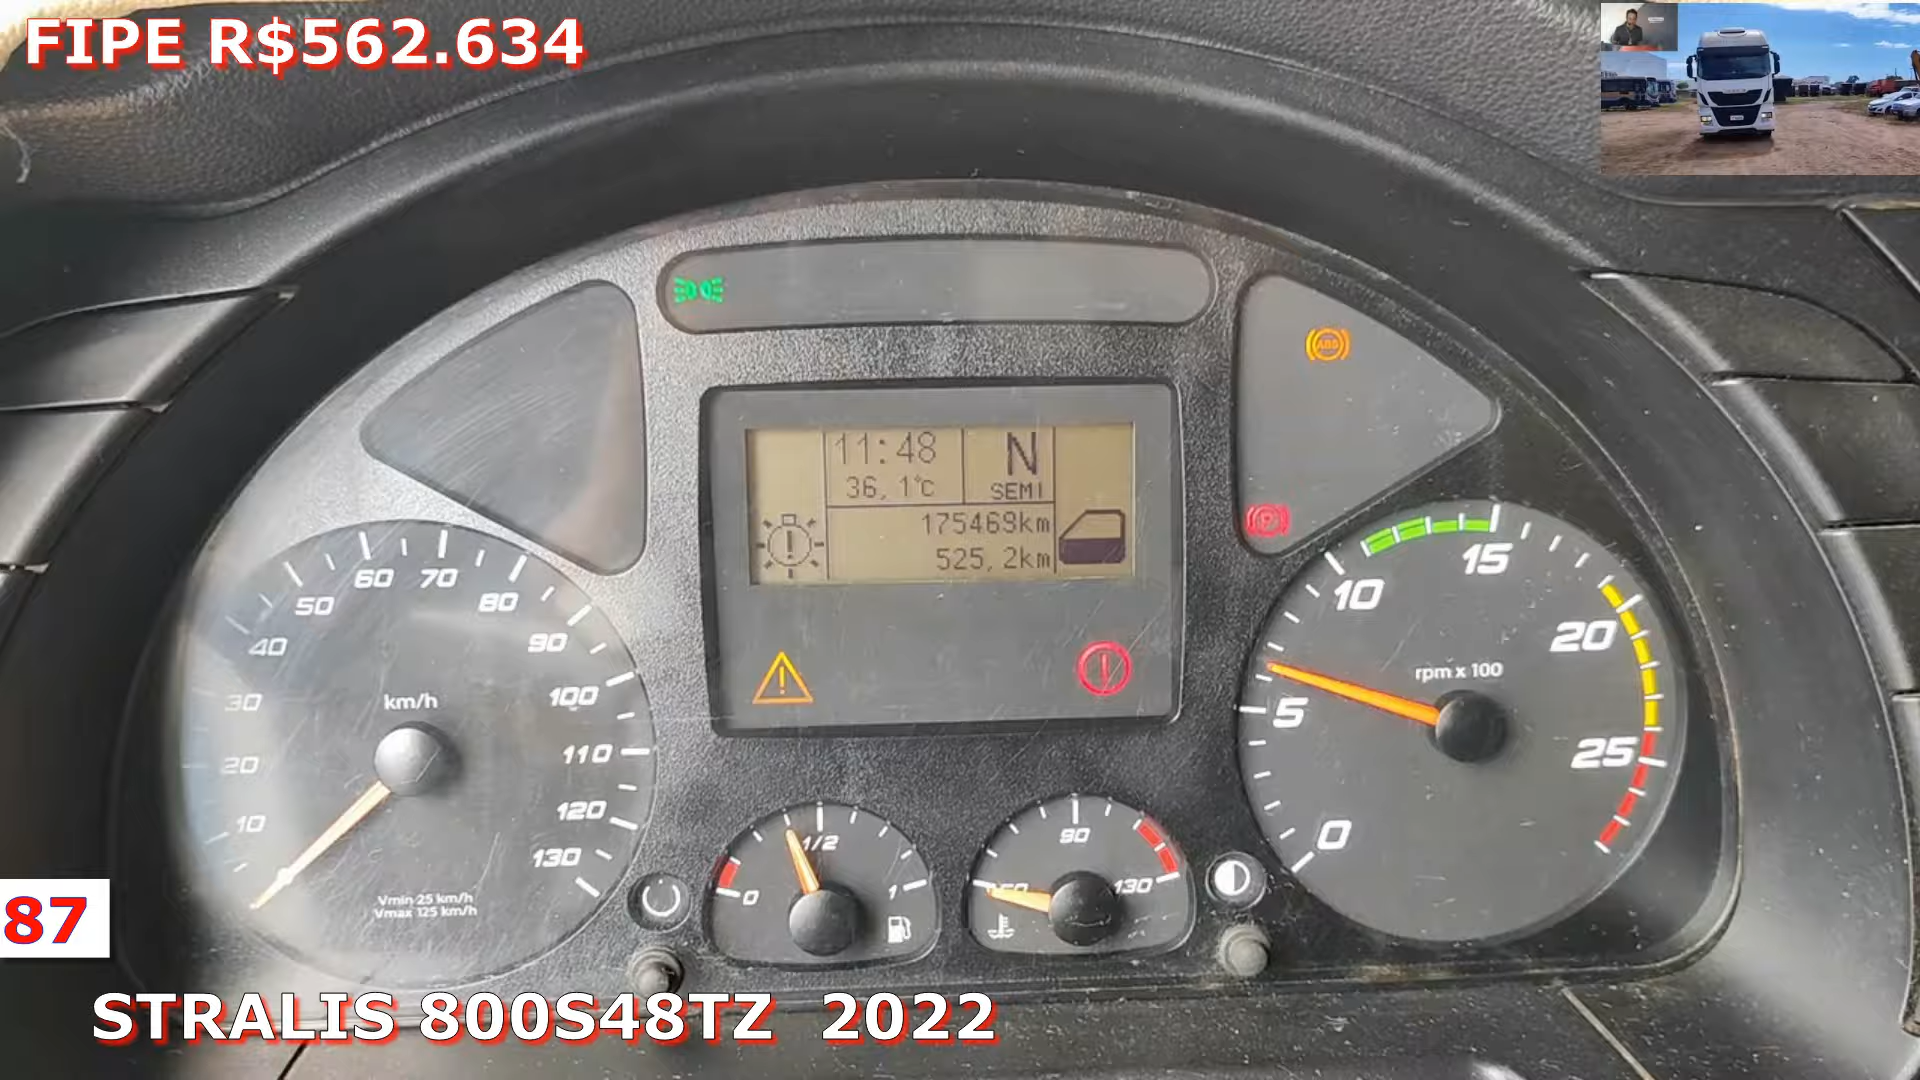 FIPE R$562.634
11:48
N
36,1°c
SEMI
175469km
525,2km
ABS
P
km/h
10
20
30
40
50
60
70
80
90
100
110
120
130
Vmin 25 km/h
Vmax 125 km/h
0
1/2
1
90
130
rpm x 100
0
5
10
15
20
25
87
STRALIS 800S48TZ 2022